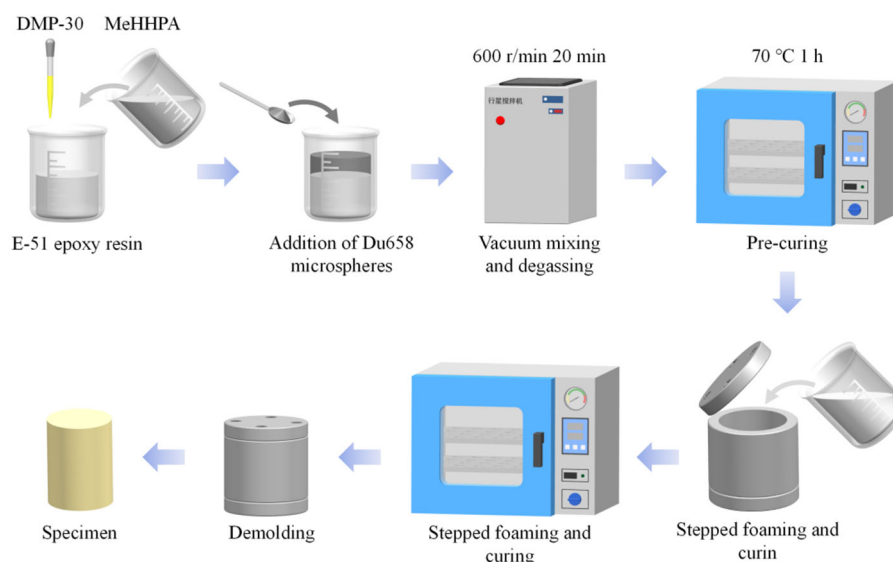 DMP-30 MeHHPA
E-51 epoxy resin
Addition of Du658
microspheres
600 r/min 20 min
行星搅拌机
Vacuum mixing
and degassing
70 °C 1 h
Pre-curing
Stepped foaming and
curin
Stepped foaming and
curing
Demolding
Specimen